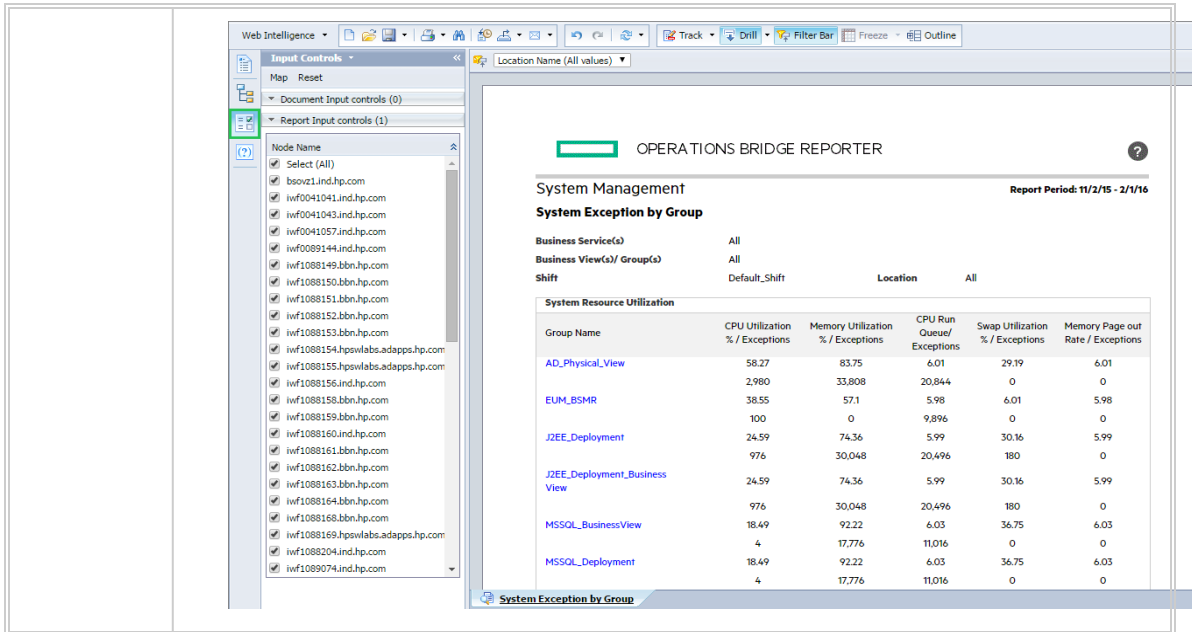 Web Intelligence
Track
Drill
Filter Bar
Freeze
Outline
Input Controls
Map Reset
Document Input controls (0)
Report Input controls (1)
Node Name
Select (All)
bsovz1.ind.hp.com
iwf0041041.ind.hp.com
iwf0041043.ind.hp.com
iwf0041057.ind.hp.com
iwf0089144.ind.hp.com
iwf1088149.bbn.hp.com
iwf1088150.bbn.hp.com
iwf1088151.bbn.hp.com
iwf1088152.bbn.hp.com
iwf1088153.bbn.hp.com
iwf1088154.hpswlabs.adapps.hp.com
iwf1088155.hpswlabs.adapps.hp.com
iwf1088156.ind.hp.com
iwf1088158.bbn.hp.com
iwf1088159.bbn.hp.com
iwf1088160.ind.hp.com
iwf1088161.bbn.hp.com
iwf1088162.bbn.hp.com
iwf1088163.bbn.hp.com
iwf1088164.bbn.hp.com
iwf1088168.bbn.hp.com
iwf1088169.hpswlabs.adapps.hp.com
iwf1088204.ind.hp.com
iwf1089074.ind.hp.com
Location Name (All values)
OPERATIONS BRIDGE REPORTER
?
System Management
Report Period: 11/2/15 - 2/1/16
System Exception by Group
Business Service(s) All
Business View(s)/ Group(s) All
Shift Default_Shift Location All
System Resource Utilization
Group Name
CPU Utilization % / Exceptions
Memory Utilization % / Exceptions
CPU Run Queue/ Exceptions
Swap Utilization % / Exceptions
Memory Page out Rate / Exceptions
AD_Physical_View 58.27 83.75 6.01 29.19 6.01
2,980 33,808 20,844 0 0
EUM_BSMR 38.55 57.1 5.98 6.01 5.98
100 0 9,896 0 0
J2EE_Deployment 24.59 74.36 5.99 30.16 5.99
976 30,048 20,496 180 0
J2EE_Deployment_Business
View 24.59 74.36 5.99 30.16 5.99
976 30,048 20,496 180 0
MSSQL_BusinessView 18.49 92.22 6.03 36.75 6.03
4 17,776 11,016 0 0
MSSQL_Deployment 18.49 92.22 6.03 36.75 6.03
4 17,776 11,016 0 0
System Exception by Group